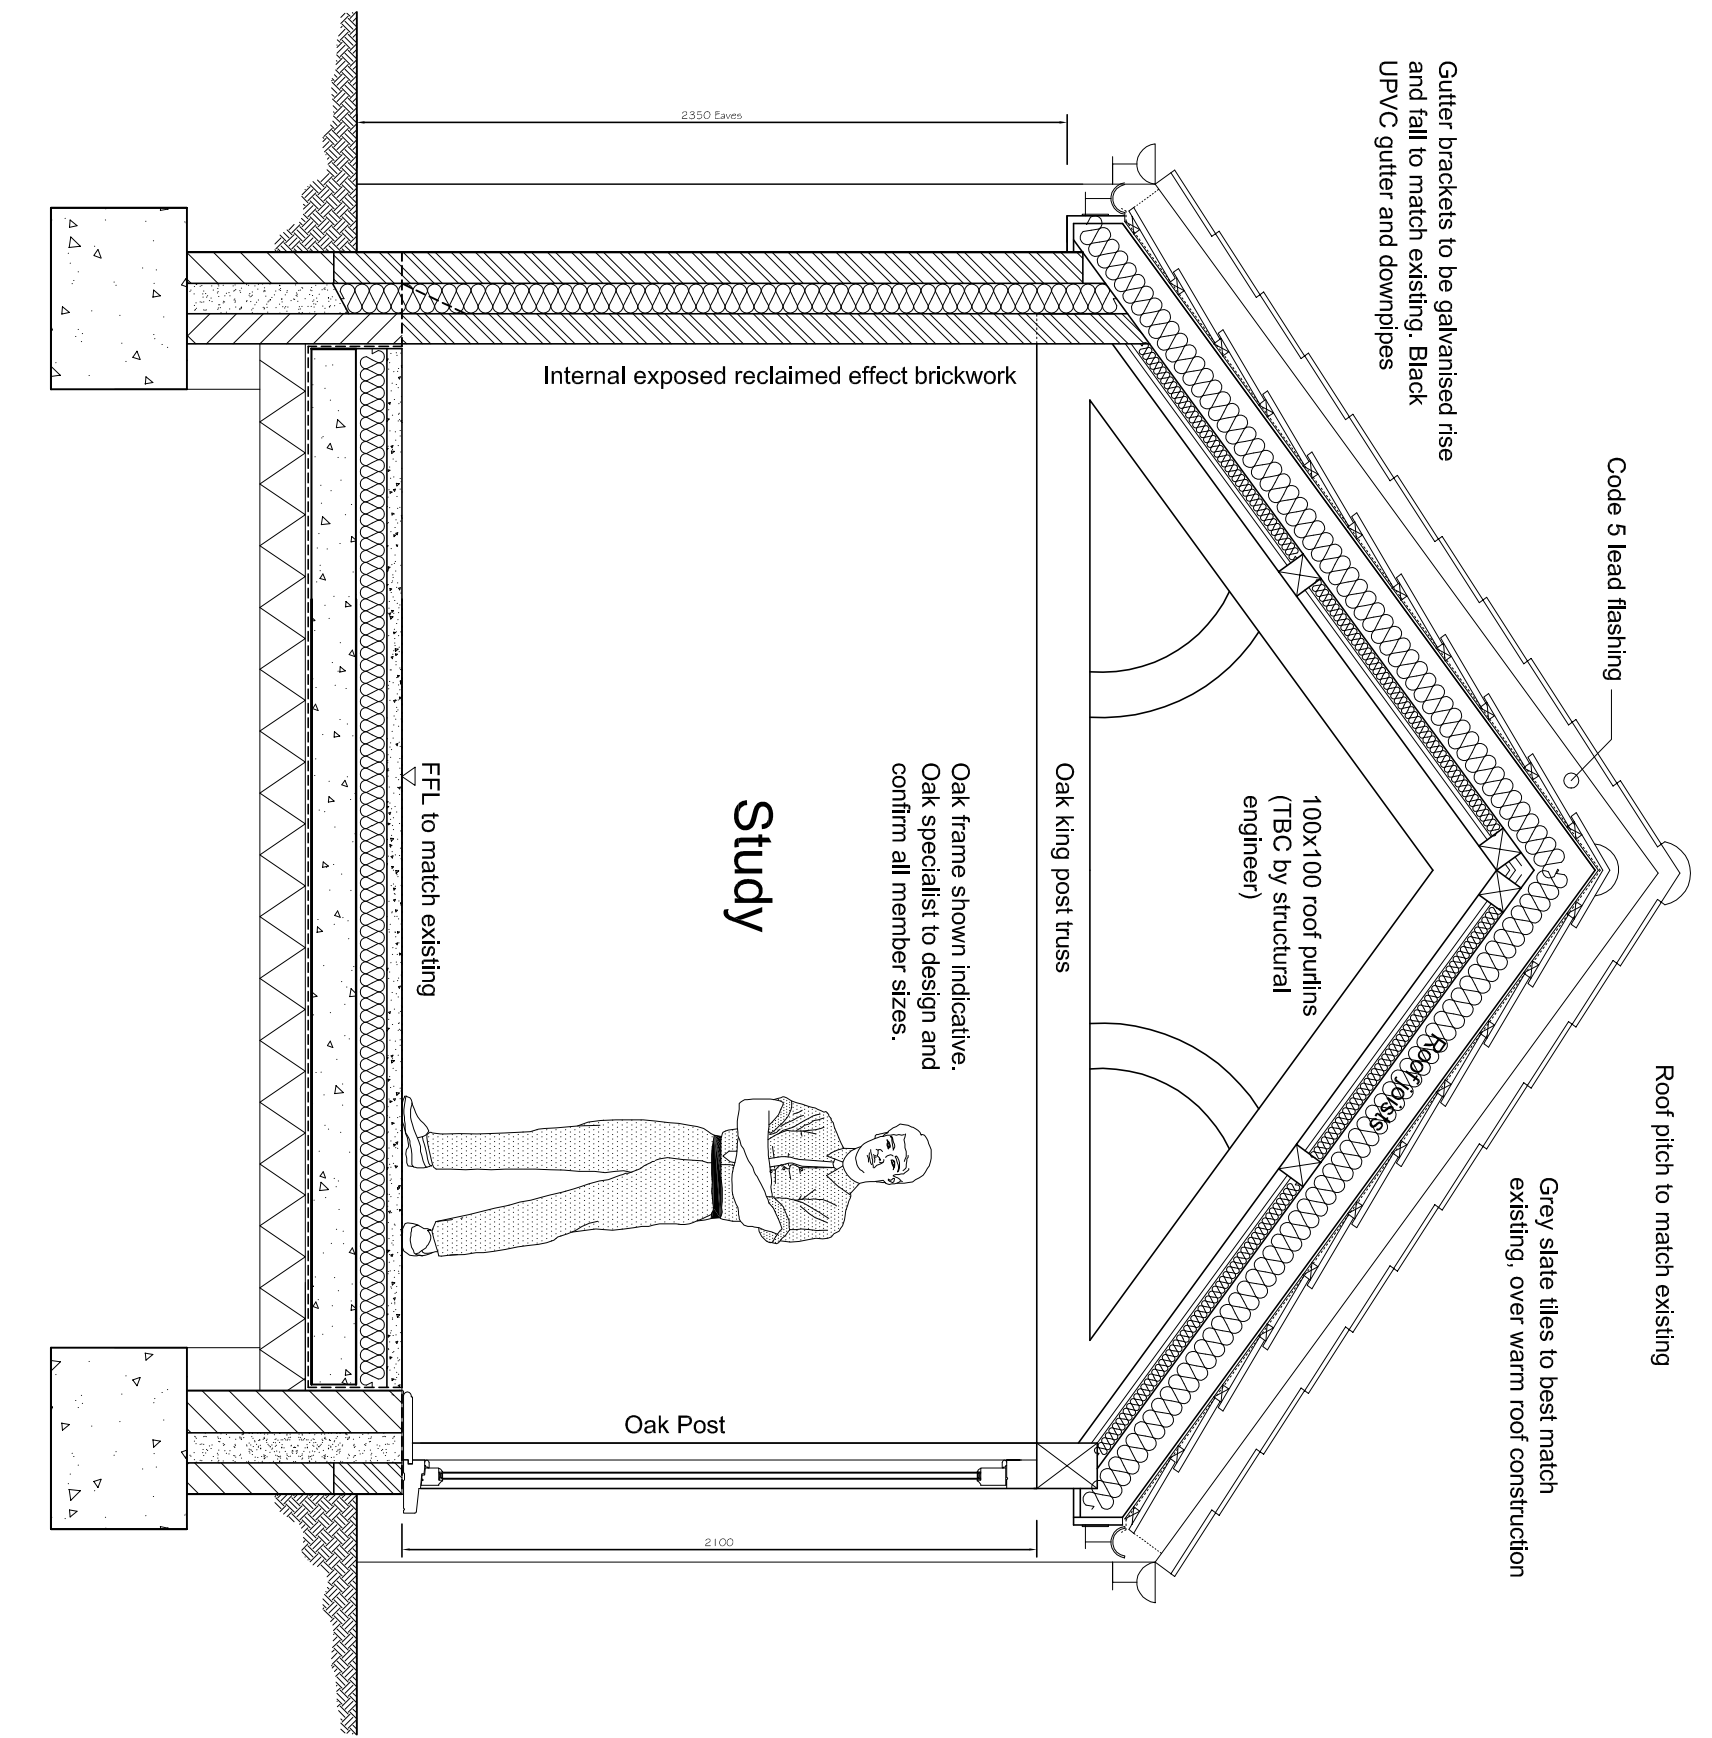 Roof pitch to match existing
Grey slate tiles to best match
existing, over warm roof construction
Code 5 lead flashing
Gutter brackets to be galvanised rise
and fall to match existing. Black
UPVC gutter and downpipes
Roof joists
100x100 roof purlins
(TBC by structural
engineer)
Oak king post truss
Oak frame shown indicative.
Oak specialist to design and
confirm all member sizes.
Study
FFL to match existing
2350 Eaves
Internal exposed reclaimed effect brickwork
Oak Post
2100